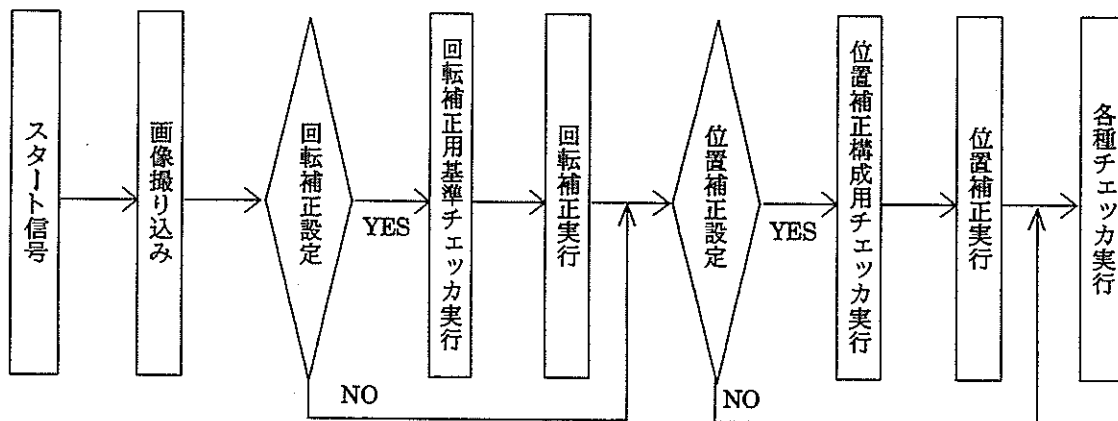 スタート信号
画像撮り込み
回転補正設定
YES
NO
回転補正用基準チェッカ実行
回転補正実行
位置補正設定
YES
NO
位置補正構成用チェッカ実行
位置補正実行
各種チェッカ実行